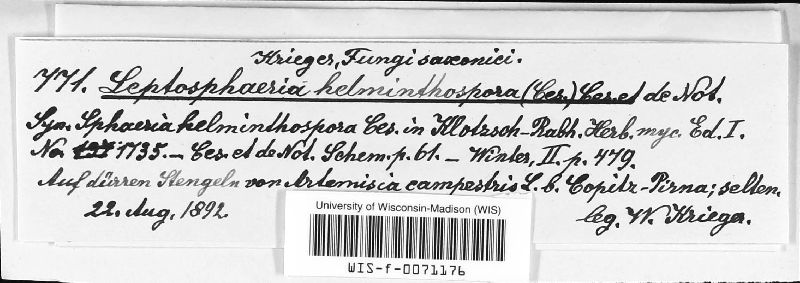 Krieger, Fungi saxonici.
771. Leptosphaeria helminthospora (Ces.) Ces. et de Not.
Syn. Sphaeria helminthospora Ces. in Klotzsch-Rabh. Herb. myc. Ed. I.
No. 1735. — Ces. et de Not. Schem. p. 61. — Winter, II. p. 479.
Auf dürren Stengeln von Artemisia campestris L. b. Copitz-Pirna; selten.
22. Aug. 1892. lg. W. Krieger.
University of Wisconsin-Madison (WIS)
WIS-f-0071176